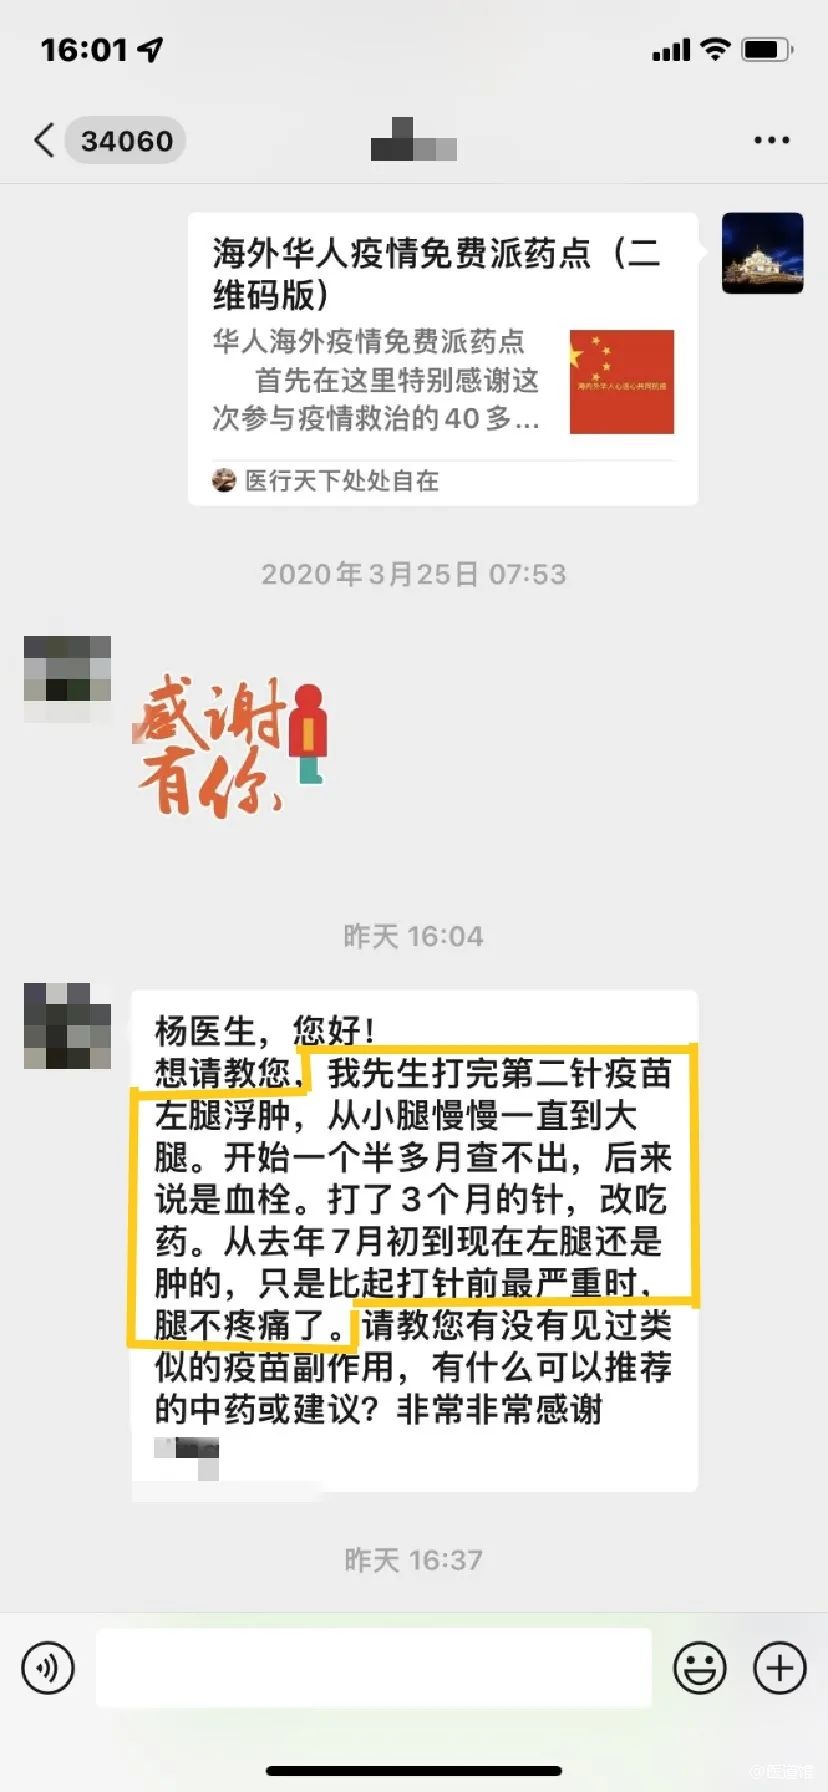 16:01
34060
海外华人疫情免费派药点（二
维码版）
华人海外疫情免费派药点
首先在这里特别感谢这
次参与疫情救治的40多...
海内外华人心连心共同抗疫
医行天下处处自在
2020年3月25日 07:53
感谢
有你
昨天 16:04
杨医生，您好！
想请教您，我先生打完第二针疫苗
左腿浮肿，从小腿慢慢一直到大
腿。开始一个半多月查不出，后来
说是血栓。打了3个月的针，改吃
药。从去年7月初到现在左腿还是
肿的，只是比起打针前最严重时，
腿不疼痛了。请教您有没有见过类
似的疫苗副作用，有什么可以推荐
的中药或建议？非常非常感谢
昨天 16:37